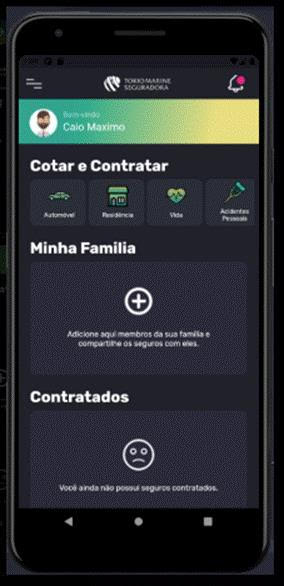 TOKIO MARINE
SEGURADORA
Bem-vindo
Caio Maximo
Cotar e Contratar
Automóvel
Residência
Vida
Acidentes
Pessoais
Minha Familia
Adicione aqui membros da sua família e
compartilhe os seguros com eles.
Contratados
Você ainda não possui seguros contratados.